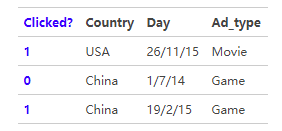 Clicked? Country Day Ad_type
1 USA 26/11/15 Movie
0 China 1/7/14 Game
1 China 19/2/15 Game